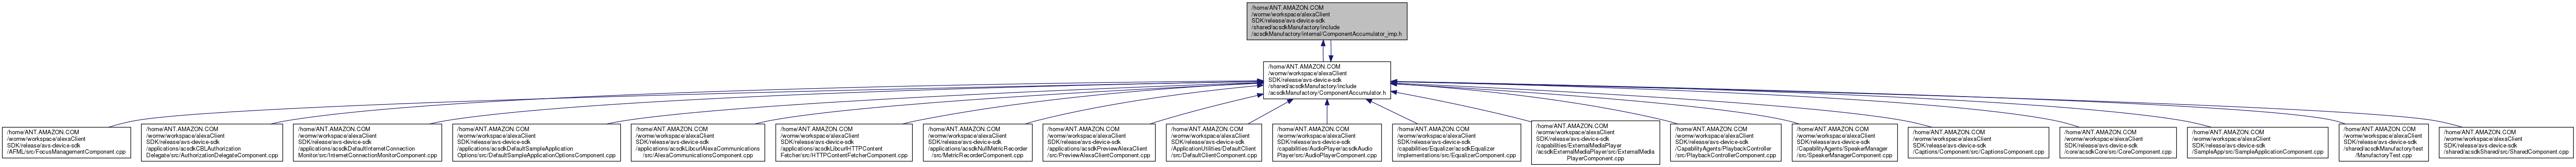 /home/ANT.AMAZON.COM
/womw/workspace/alexaClient
SDK/release/avs-device-sdk
/shared/acsdkManufactory/include
/acsdkManufactory/internal/ComponentAccumulator_imp.h
/home/ANT.AMAZON.COM
/womw/workspace/alexaClient
SDK/release/avs-device-sdk
/shared/acsdkManufactory/include
/acsdkManufactory/ComponentAccumulator.h
/home/ANT.AMAZON.COM
/womw/workspace/alexaClient
SDK/release/avs-device-sdk
/AFML/src/FocusManagementComponent.cpp
/home/ANT.AMAZON.COM
/womw/workspace/alexaClient
SDK/release/avs-device-sdk
/applications/acsdkCBLAuthorization
Delegate/src/AuthorizationDelegateComponent.cpp
/home/ANT.AMAZON.COM
/womw/workspace/alexaClient
SDK/release/avs-device-sdk
/applications/acsdkDefaultInternetConnection
Monitor/src/InternetConnectionMonitorComponent.cpp
/home/ANT.AMAZON.COM
/womw/workspace/alexaClient
SDK/release/avs-device-sdk
/applications/acsdkDefaultSampleApplication
Options/src/DefaultSampleApplicationOptionsComponent.cpp
/home/ANT.AMAZON.COM
/womw/workspace/alexaClient
SDK/release/avs-device-sdk
/applications/acsdkLibcurlAlexaCommunications
/src/AlexaCommunicationsComponent.cpp
/home/ANT.AMAZON.COM
/womw/workspace/alexaClient
SDK/release/avs-device-sdk
/applications/acsdkLibcurlHTTPContent
Fetcher/src/HTTPContentFetcherComponent.cpp
/home/ANT.AMAZON.COM
/womw/workspace/alexaClient
SDK/release/avs-device-sdk
/applications/acsdkNullMetricRecorder
/src/MetricRecorderComponent.cpp
/home/ANT.AMAZON.COM
/womw/workspace/alexaClient
SDK/release/avs-device-sdk
/applications/acsdkPreviewAlexaClient
/src/PreviewAlexaClientComponent.cpp
/home/ANT.AMAZON.COM
/womw/workspace/alexaClient
SDK/release/avs-device-sdk
/ApplicationUtilities/DefaultClient
/src/DefaultClientComponent.cpp
/home/ANT.AMAZON.COM
/womw/workspace/alexaClient
SDK/release/avs-device-sdk
/capabilities/AudioPlayer/acsdkAudio
Player/src/AudioPlayerComponent.cpp
/home/ANT.AMAZON.COM
/womw/workspace/alexaClient
SDK/release/avs-device-sdk
/capabilities/Equalizer/acsdkEqualizer
Implementations/src/EqualizerComponent.cpp
/home/ANT.AMAZON.COM
/womw/workspace/alexaClient
SDK/release/avs-device-sdk
/capabilities/ExternalMediaPlayer
/acsdkExternalMediaPlayer/src/ExternalMedia
PlayerComponent.cpp
/home/ANT.AMAZON.COM
/womw/workspace/alexaClient
SDK/release/avs-device-sdk
/CapabilityAgents/PlaybackController
/src/PlaybackControllerComponent.cpp
/home/ANT.AMAZON.COM
/womw/workspace/alexaClient
SDK/release/avs-device-sdk
/CapabilityAgents/SpeakerManager
/src/SpeakerManagerComponent.cpp
/home/ANT.AMAZON.COM
/womw/workspace/alexaClient
SDK/release/avs-device-sdk
/Captions/Component/src/CaptionsComponent.cpp
/home/ANT.AMAZON.COM
/womw/workspace/alexaClient
SDK/release/avs-device-sdk
/core/acsdkCore/src/CoreComponent.cpp
/home/ANT.AMAZON.COM
/womw/workspace/alexaClient
SDK/release/avs-device-sdk
/SampleApp/src/SampleApplicationComponent.cpp
/home/ANT.AMAZON.COM
/womw/workspace/alexaClient
SDK/release/avs-device-sdk
/shared/acsdkManufactory/test
/ManufactoryTest.cpp
/home/ANT.AMAZON.COM
/womw/workspace/alexaClient
SDK/release/avs-device-sdk
/shared/acsdkShared/src/SharedComponent.cpp